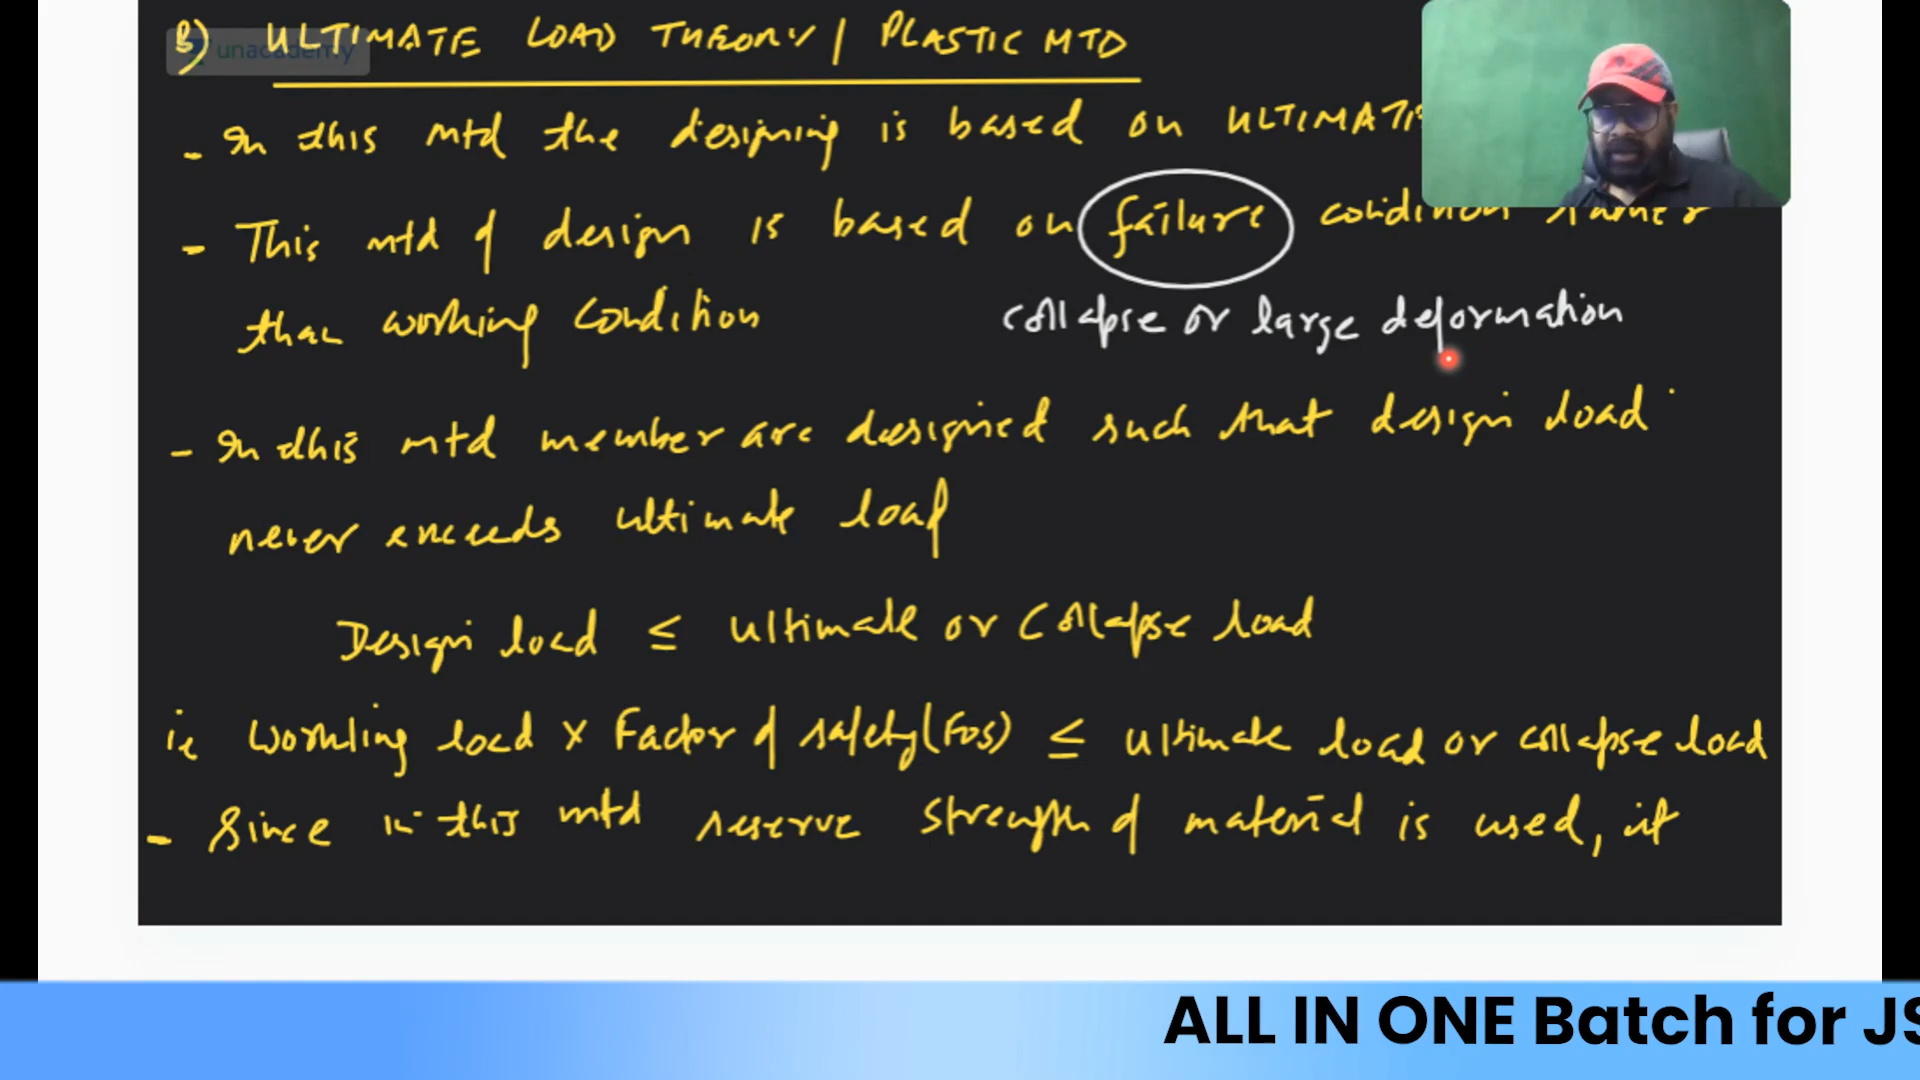 B) ULTIMATE LOAD THEORY / PLASTIC MTD
unacademy
- In this mtd the designing is based on ULTIMATE
- This mtd of design is based on failure condition rather
than working condition
collapse or large deformation
- In this mtd member are designed such that design load
never exceeds ultimate load
Design load ≤ ultimate or collapse load
ie working load x Factor of safety (FOS) ≤ ultimate load or collapse load
- Since in this mtd reserve strength of material is used, it
ALL IN ONE Batch for JS